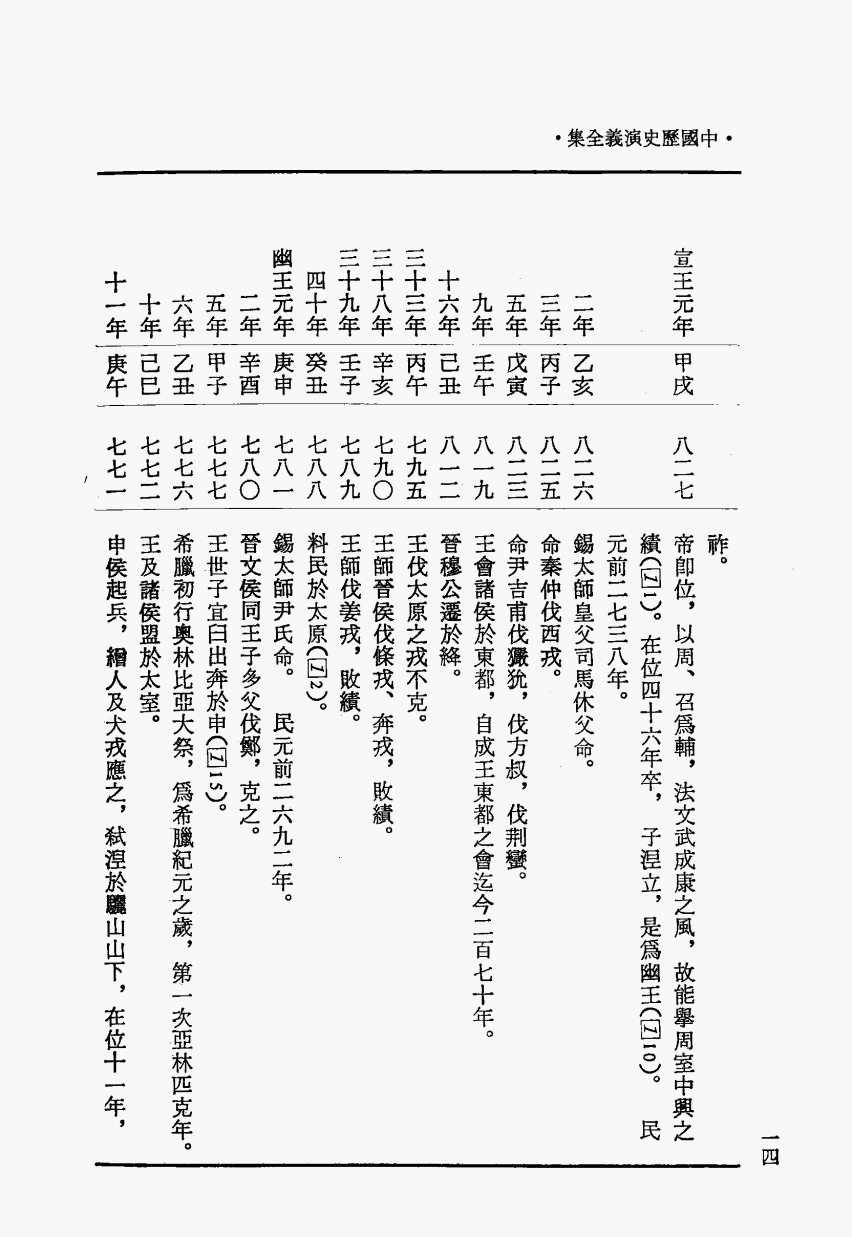 ・中國歷史演義全集・
祚。
宣王元年 甲戌 八二七 帝卽位，以周、召爲輔，法文武成康之風，故能擧周室中興之
績（[1]1）。在位四十六年卒，　子涅立，是爲幽王（[1]10）。　民
元前二七三八年。
二年 乙亥 八二六 錫太師皇父司馬休父命。
三年 丙子 八二五 命秦仲伐西戎。
五年 戊寅 八二三 命尹吉甫伐玁狁，伐方叔，伐荆蠻。
九年 壬午 八一九 王會諸侯於東都，自成王東都之會迄今二百七十年。
十六年 己丑 八一二 晉穆公遷於絳。
三十三年 丙午 七九五 王伐太原之戎不克。
三十八年 辛亥 七九〇 王師晉侯伐條戎、奔戎，敗績。
三十九年 壬子 七八九 王師伐姜戎，敗績。
四十年 癸丑 七八八 料民於太原（[1]2）。
幽王元年 庚申 七八一 錫太師尹氏命。　民元前二六九二年。
二年 辛酉 七八〇 晉文侯同王子多父伐鄭，克之。
五年 甲子 七七七 王世子宜臼出奔於申（[1]15）。
六年 乙丑 七七六 希臘初行奧林比亞大祭，爲希臘紀元之歲，第一次亞林匹克年。
十年 己巳 七七二 王及諸侯盟於太室。
十一年 庚午 七七一 申侯起兵，繒人及犬戎應之，弑涅於驪山山下，在位十一年，
一四